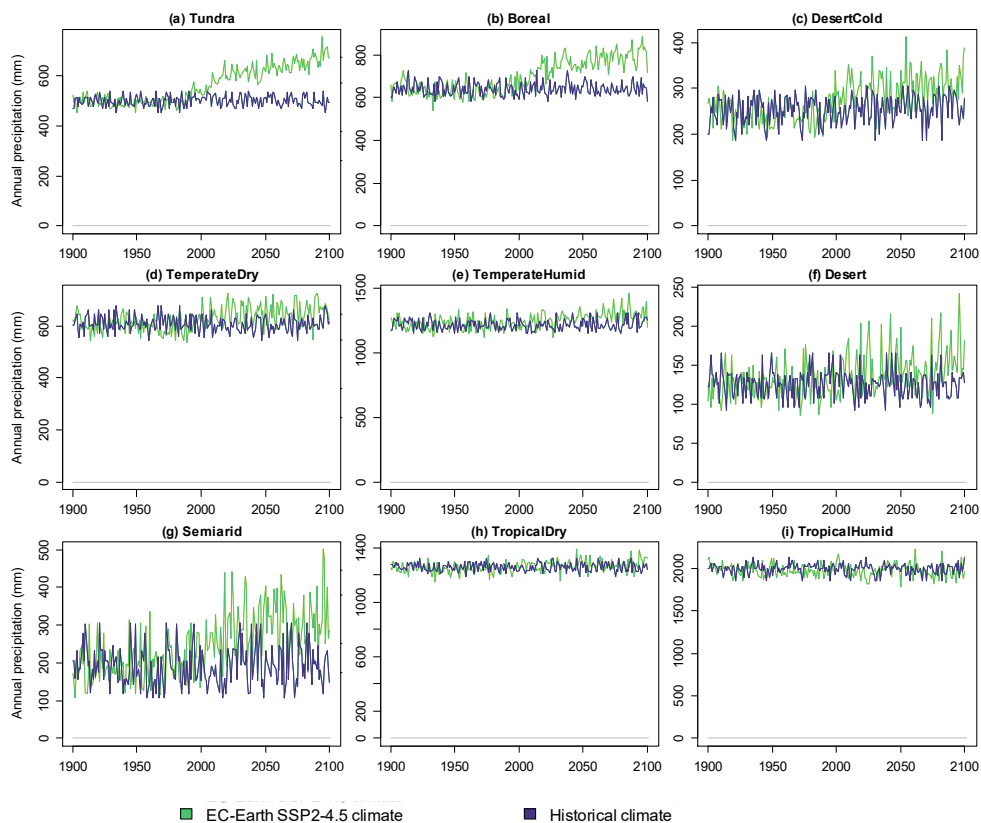 (a) Tundra
(b) Boreal
(c) DesertCold
Annual precipitation (mm)
0 200 400 600
1900 1950 2000 2050 2100
0 200 400 600 800
1900 1950 2000 2050 2100
0 100 200 300 400
1900 1950 2000 2050 2100
(d) TemperateDry
(e) TemperateHumid
(f) Desert
Annual precipitation (mm)
0 200 400 600
1900 1950 2000 2050 2100
0 500 1000 1500
1900 1950 2000 2050 2100
0 50 100 150 200 250
1900 1950 2000 2050 2100
(g) Semiarid
(h) TropicalDry
(i) TropicalHumid
Annual precipitation (mm)
0 100 200 300 400 500
1900 1950 2000 2050 2100
0 200 400 600 800 1000 1400
1900 1950 2000 2050 2100
0 500 1000 1500 2000
1900 1950 2000 2050 2100
EC-Earth SSP2-4.5 climate
Historical climate